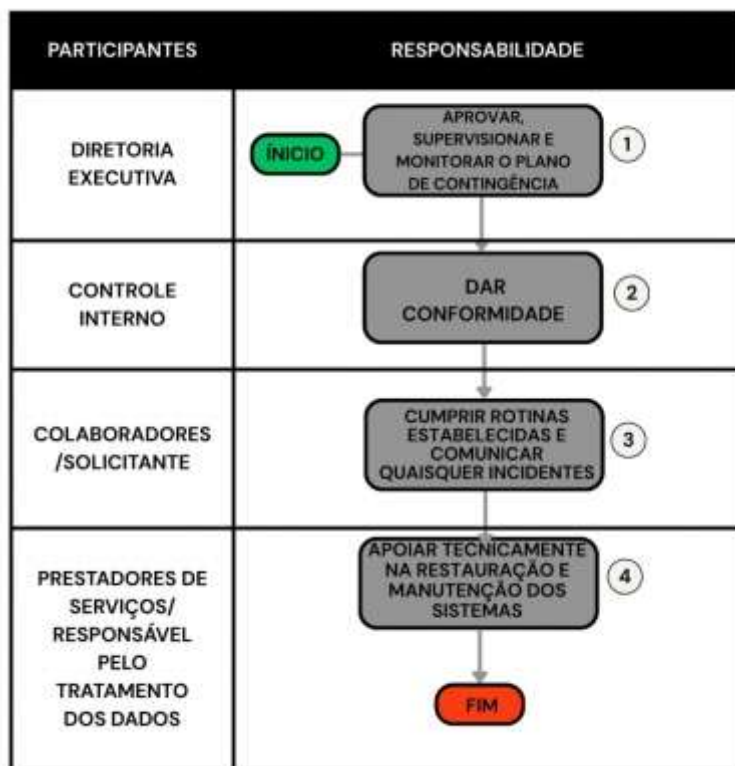 PARTICIPANTES
RESPONSABILIDADE
DIRETORIA
EXECUTIVA
ÍNICIO
APROVAR,
SUPERVISIONAR E
MONITORAR O PLANO
DE CONTINGÊNCIA
1
CONTROLE
INTERNO
DAR
CONFORMIDADE
2
COLABORADORES
/SOLICITANTE
CUMPRIR ROTINAS
ESTABELECIDAS E
COMUNICAR
QUAISQUER INCIDENTES
3
PRESTADORES DE
SERVIÇOS/
RESPONSÁVEL
PELO
TRATAMENTO
DOS DADOS
APOIAR TECNICAMENTE
NA RESTAURAÇÃO E
MANUTENÇÃO DOS
SISTEMAS
4
FIM